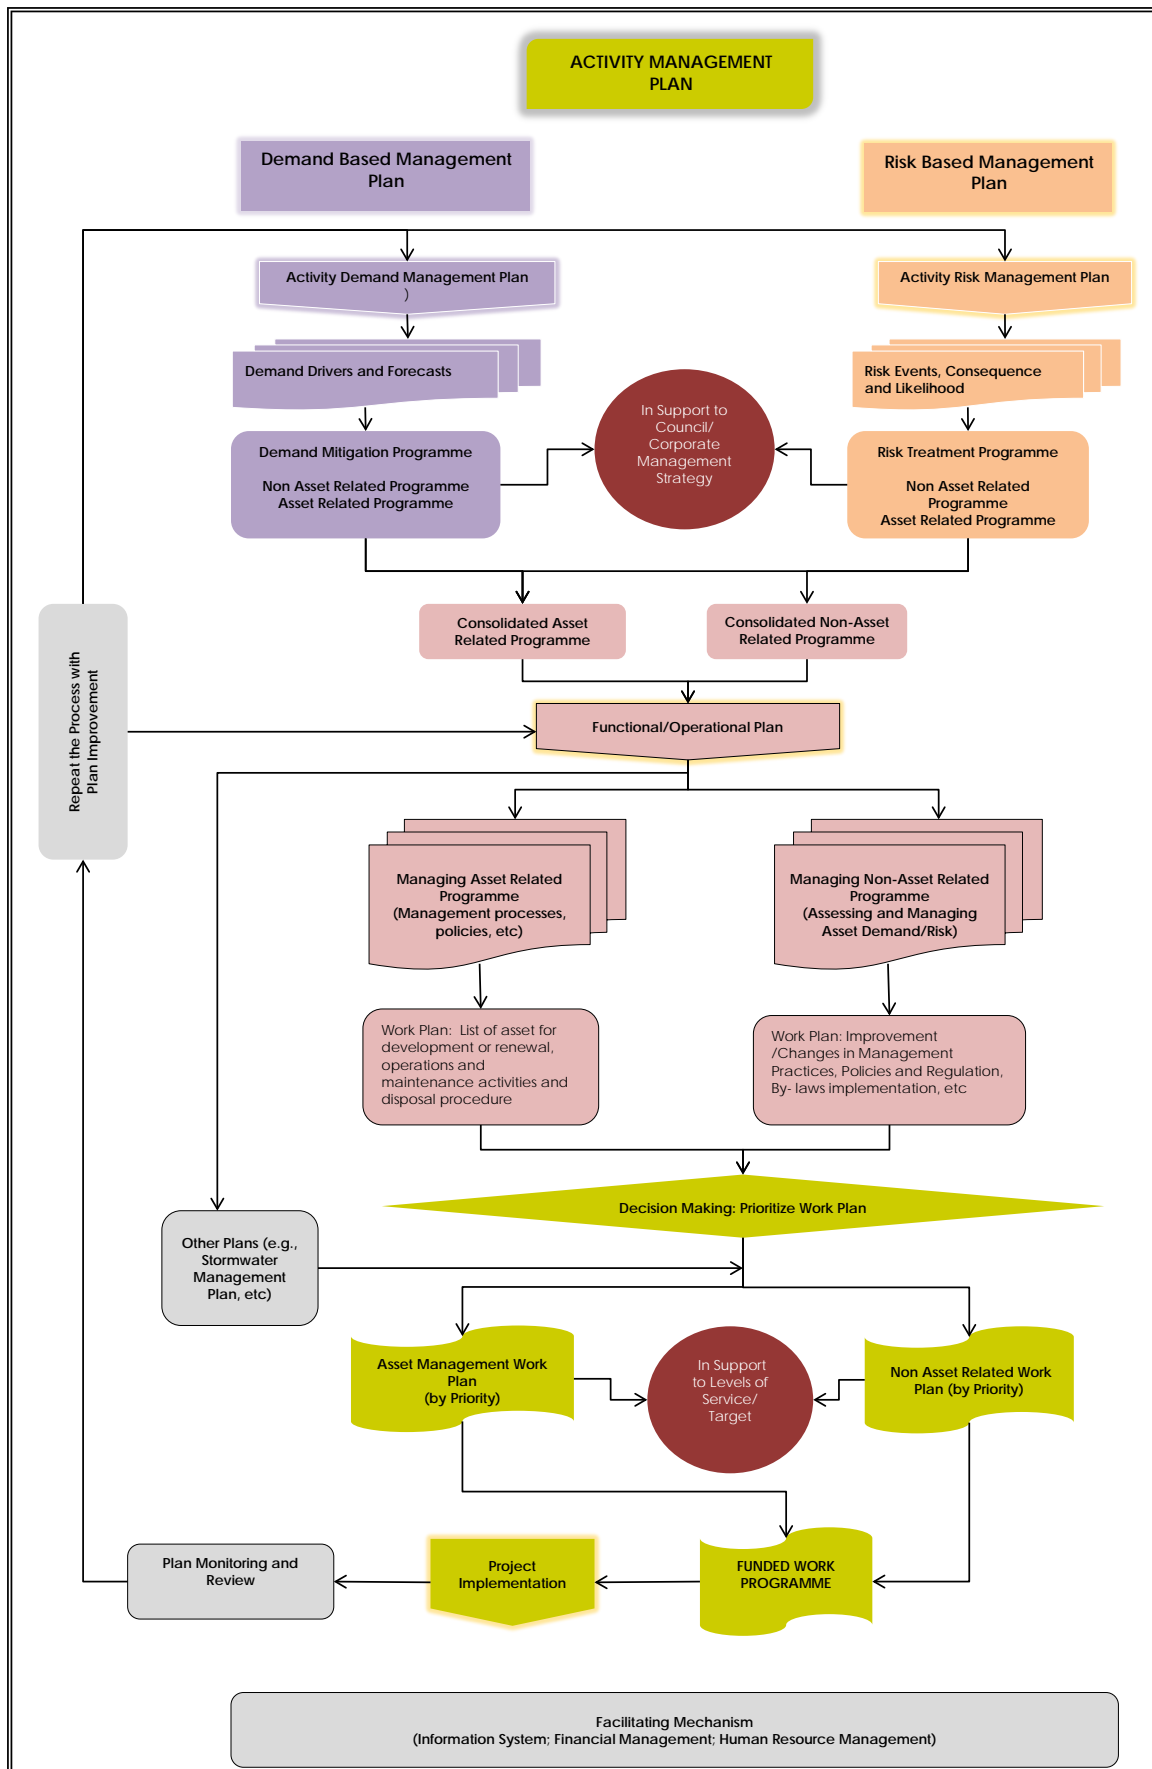 ACTIVITY MANAGEMENT
PLAN
Demand Based Management
Plan
Risk Based Management
Plan
Activity Demand Management Plan
)
Activity Risk Management Plan
Demand Drivers and Forecasts
Risk Events, Consequence
and Likelihood
In Support to
Council/
Corporate
Management
Strategy
Demand Mitigation Programme
Non Asset Related Programme
Asset Related Programme
Risk Treatment Programme
Non Asset Related
Programme
Asset Related Programme
Consolidated Asset
Related Programme
Consolidated Non-Asset
Related Programme
Repeat the Process with
Plan Improvement
Functional/Operational Plan
Managing Asset Related
Programme
(Management processes,
policies, etc)
Managing Non-Asset Related
Programme
(Assessing and Managing
Asset Demand/Risk)
Work Plan:  List of asset for
development or renewal,
operations and
maintenance activities and
disposal procedure
Work Plan: Improvement
/Changes in Management
Practices, Policies and Regulation,
By- laws implementation, etc
Decision Making: Prioritize Work Plan
Other Plans (e.g.,
Stormwater
Management
Plan, etc)
Asset Management Work
Plan
(by Priority)
In Support
to Levels of
Service/
Target
Non Asset Related Work
Plan (by Priority)
Plan Monitoring and
Review
Project
Implementation
FUNDED WORK
PROGRAMME
Facilitating Mechanism
(Information System; Financial Management; Human Resource Management)